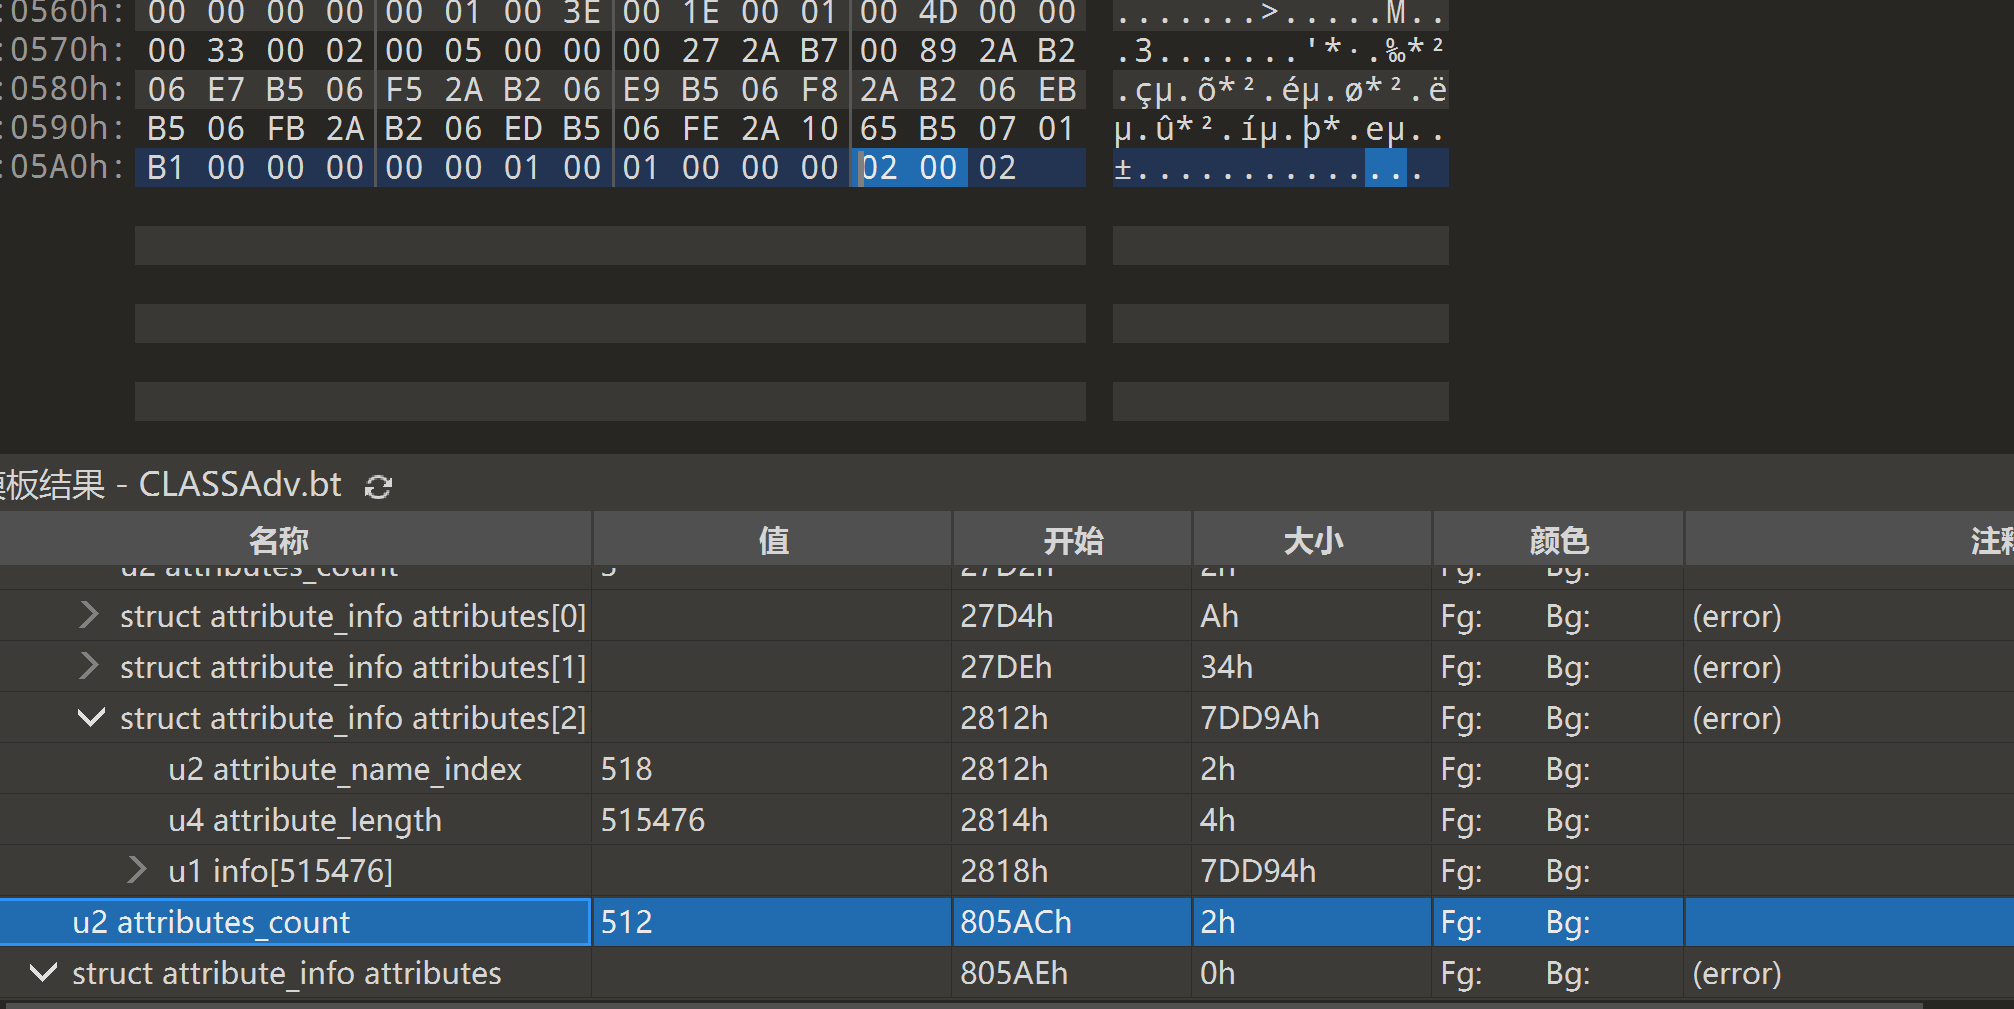 :0560h: 00 00 00 00 00 01 00 3E 00 1E 00 01 00 4D 00 00 .......>.....M..
:0570h: 00 33 00 02 00 05 00 00 00 27 2A B7 00 89 2A B2 .3.......'*·.‰*²
:0580h: 06 E7 B5 06 F5 2A B2 06 E9 B5 06 F8 2A B2 06 EB .çµ.õ*².éµ.ø*².ë
:0590h: B5 06 FB 2A B2 06 ED B5 06 FE 2A 10 65 B5 07 01 µ.û*².íµ.þ*.eµ..
:05A0h: B1 00 00 00 00 00 01 00 01 00 00 00 02 00 02 ±..............
板结果 - CLASSAdv.bt
名称 值 开始 大小 颜色 注释
u2 attributes_count 3 27D2h 2h Fg: Bg:
struct attribute_info attributes[0] 27D4h Ah Fg: Bg: (error)
struct attribute_info attributes[1] 27DEh 34h Fg: Bg: (error)
struct attribute_info attributes[2] 2812h 7DD9Ah Fg: Bg: (error)
u2 attribute_name_index 518 2812h 2h Fg: Bg:
u4 attribute_length 515476 2814h 4h Fg: Bg:
u1 info[515476] 2818h 7DD94h Fg: Bg:
u2 attributes_count 512 805ACh 2h Fg: Bg:
struct attribute_info attributes 805AEh 0h Fg: Bg: (error)